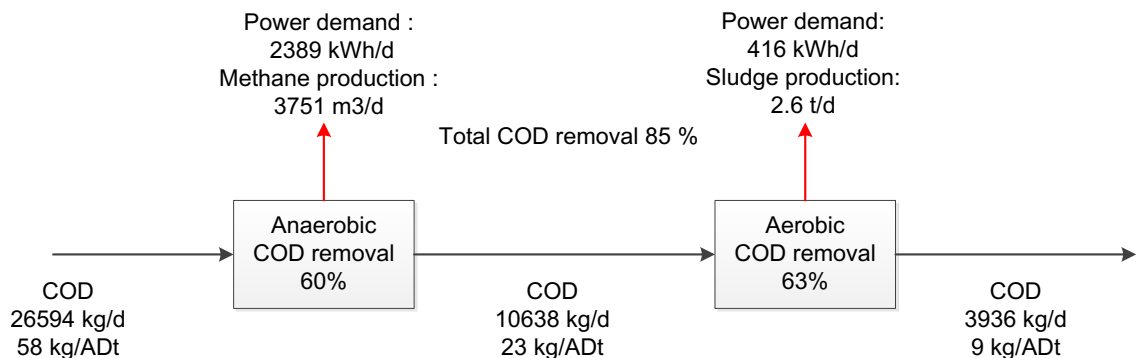 Power demand :
2389 kWh/d
Methane production :
3751 m3/d
Power demand:
416 kWh/d
Sludge production:
2.6 t/d
Total COD removal 85 %
Anaerobic
COD removal
60%
Aerobic
COD removal
63%
COD
26594 kg/d
58 kg/ADt
COD
10638 kg/d
23 kg/ADt
COD
3936 kg/d
9 kg/ADt